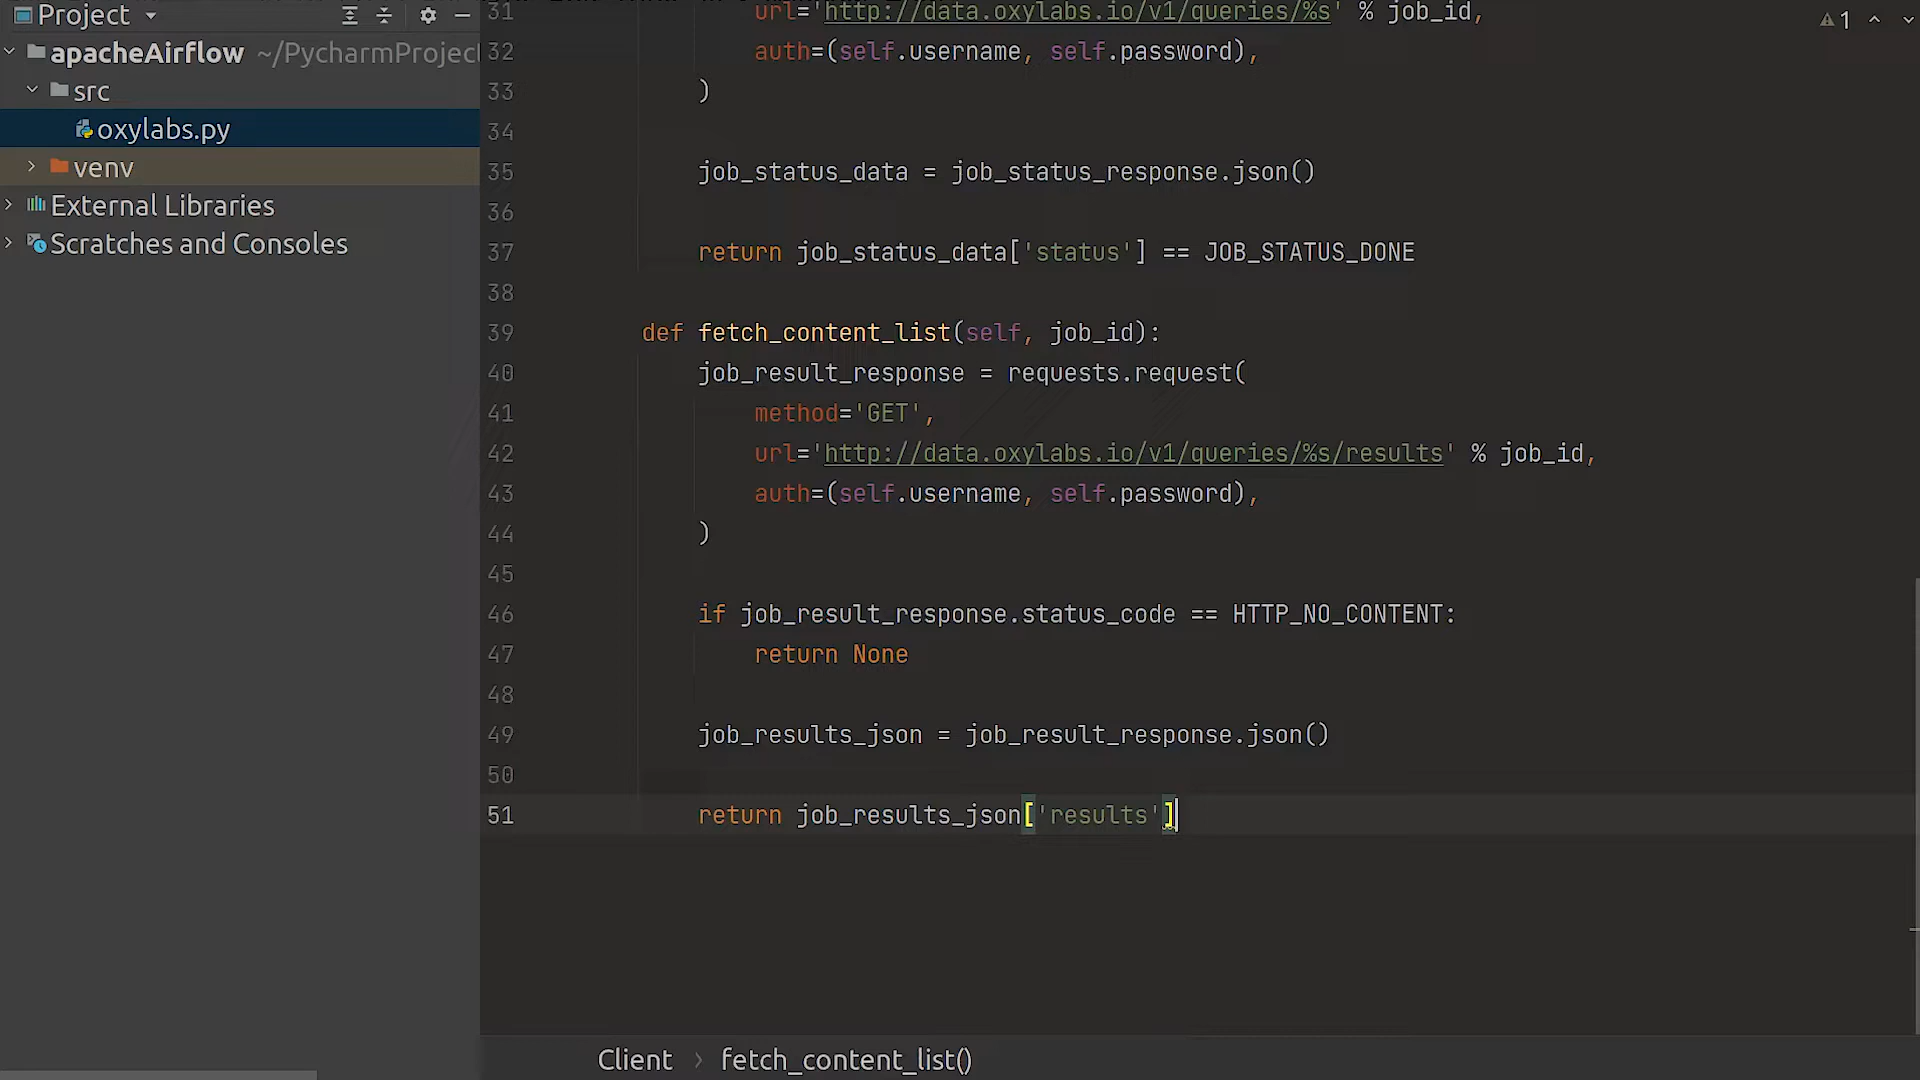 Project
apacheAirflow ~/PycharmProject
src
oxylabs.py
venv
External Libraries
Scratches and Consoles
31 url='http://data.oxylabs.io/v1/queries/%s' % job_id,
32 auth=(self.username, self.password),
33 )
34
35 job_status_data = job_status_response.json()
36
37 return job_status_data['status'] == JOB_STATUS_DONE
38
39 def fetch_content_list(self, job_id):
40 job_result_response = requests.request(
41 method='GET',
42 url='http://data.oxylabs.io/v1/queries/%s/results' % job_id,
43 auth=(self.username, self.password),
44 )
45
46 if job_result_response.status_code == HTTP_NO_CONTENT:
47 return None
48
49 job_results_json = job_result_response.json()
50
51 return job_results_json['results']
1
Client › fetch_content_list()